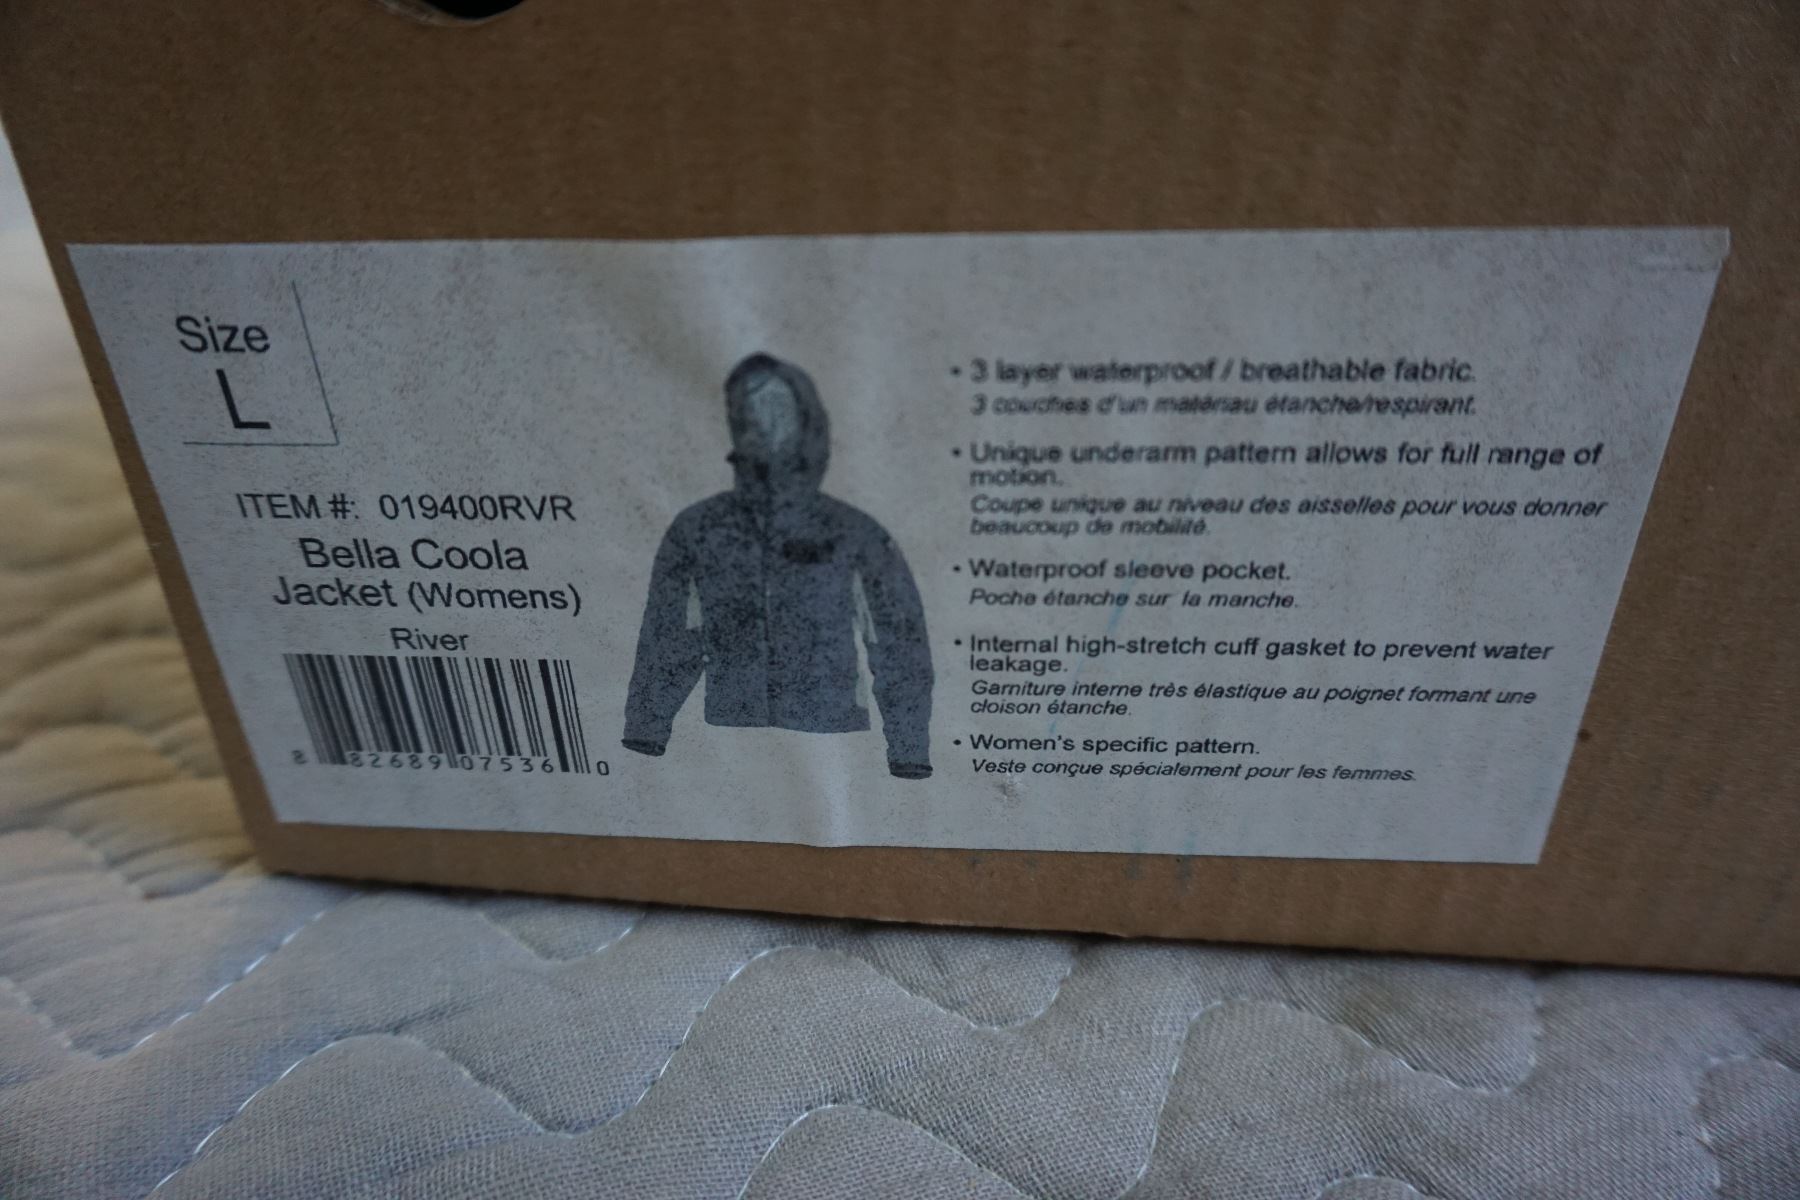 Size
L
ITEM #: 019400RVR
Bella Coola
Jacket (Womens)
River
8 82689 07536 0
• 3 layer waterproof / breathable fabric.
3 couches d'un matériau étanche/respirant.
• Unique underarm pattern allows for full range of
motion.
Coupe unique au niveau des aisselles pour vous donner
beaucoup de mobilité.
• Waterproof sleeve pocket.
Poche étanche sur la manche.
• Internal high-stretch cuff gasket to prevent water
leakage.
Garniture interne très élastique au poignet formant une
cloison étanche.
• Women's specific pattern.
Veste conçue spécialement pour les femmes.